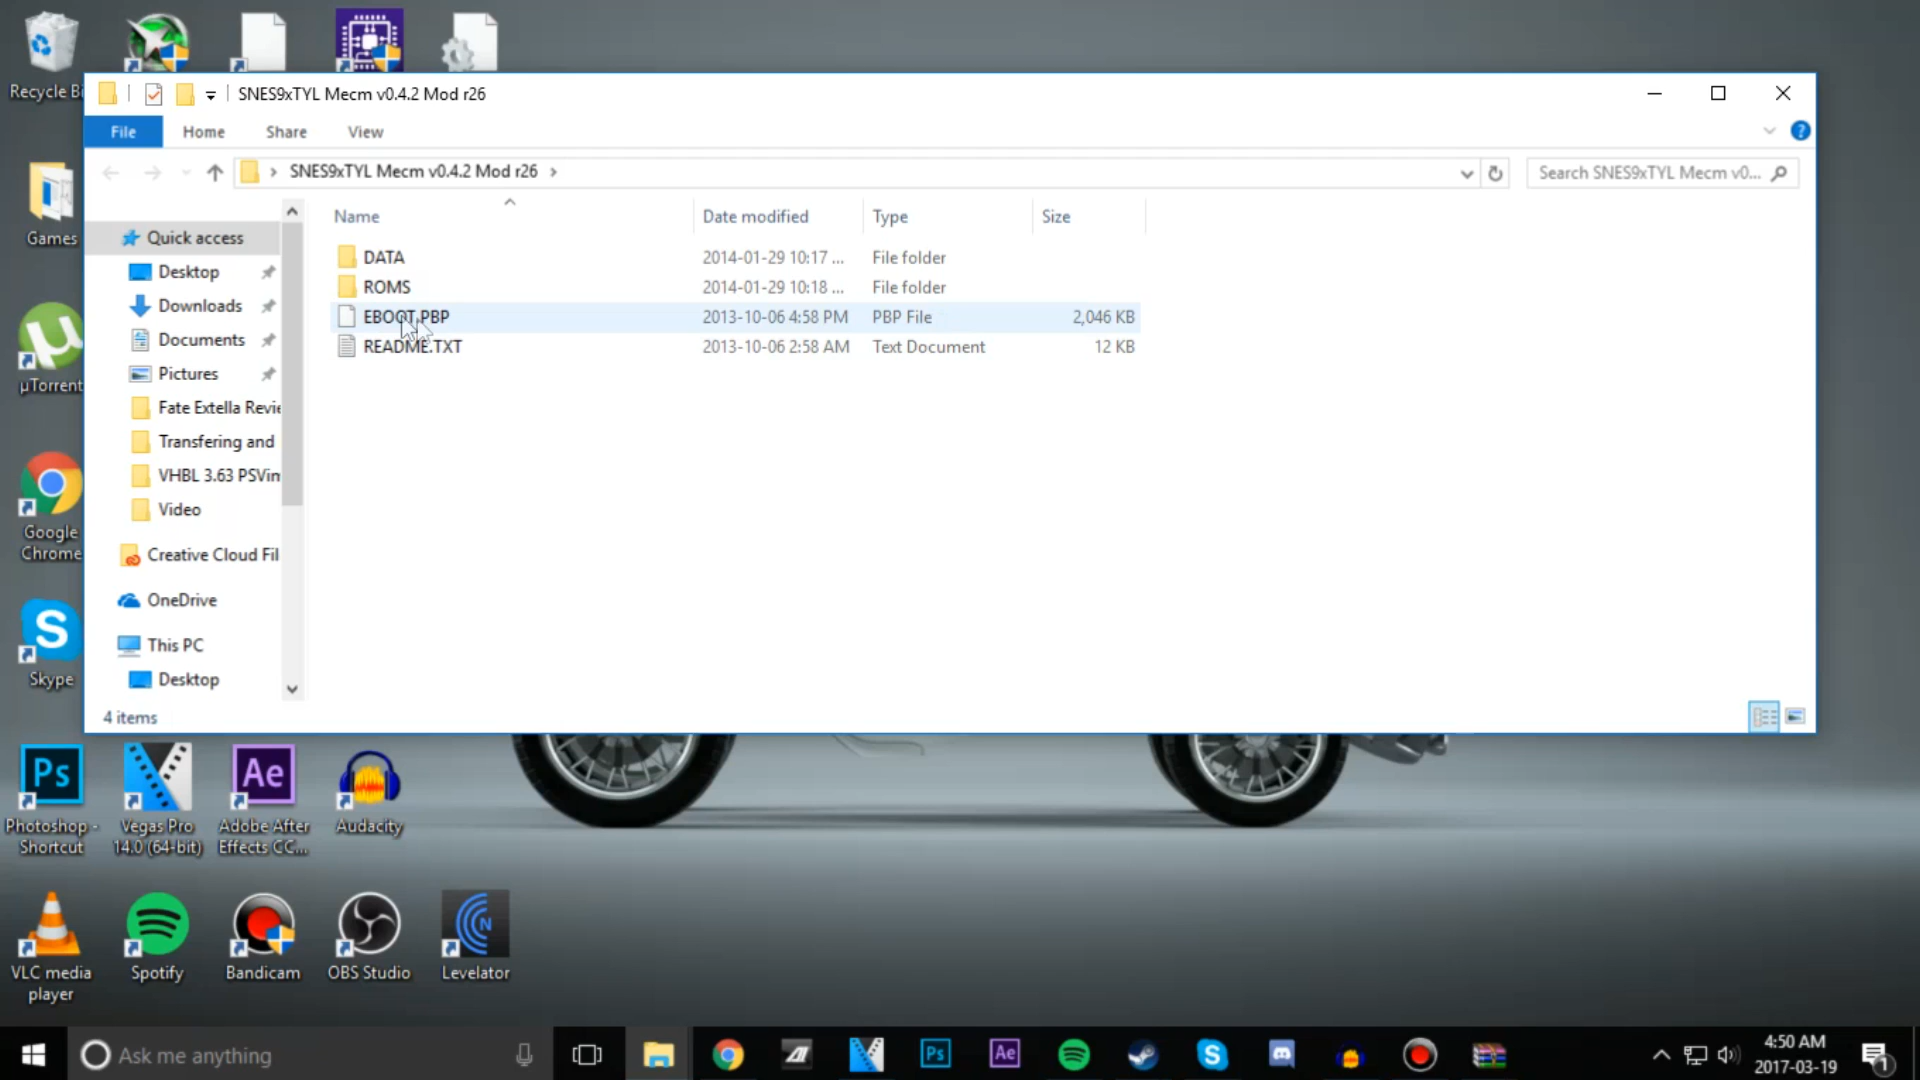 Recycle Bi
SNES9xTYL Mecm v0.4.2 Mod r26
File
Home
Share
View
SNES9xTYL Mecm v0.4.2 Mod r26
Search SNES9xTYL Mecm v0...
Name
Date modified
Type
Size
Quick access
Desktop
Downloads
Documents
Pictures
Fate Extella Revie
Transfering and
VHBL 3.63 PSVin
Video
Creative Cloud Fil
OneDrive
This PC
Desktop
DATA
2014-01-29 10:17 ...
File folder
ROMS
2014-01-29 10:18 ...
File folder
EBOOT.PBP
2013-10-06 4:58 PM
PBP File
2,046 KB
README.TXT
2013-10-06 2:58 AM
Text Document
12 KB
4 items
Games
µTorrent
Google
Chrome
Skype
Ps
Photoshop -
Shortcut
Vegas Pro
14.0 (64-bit)
Ae
Adobe After
Effects CC...
Audacity
VLC media
player
Spotify
Bandicam
OBS Studio
N
Levelator
Ask me anything
Ps
Ae
4:50 AM
2017-03-19
1